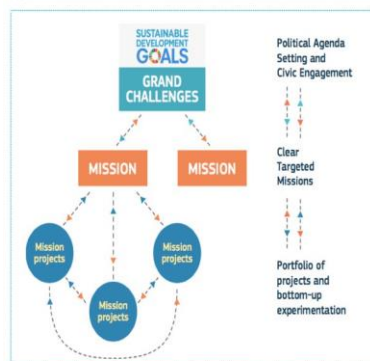 SUSTAINABLE
DEVELOPMENT
GOALS
GRAND
CHALLENGES
MISSION
MISSION
Mission
projects
Mission
projects
Mission
projects
Political Agenda
Setting and
Civic Engagement
Clear
Targeted
Missions
Portfolio of
projects and
bottom-up
experimentation